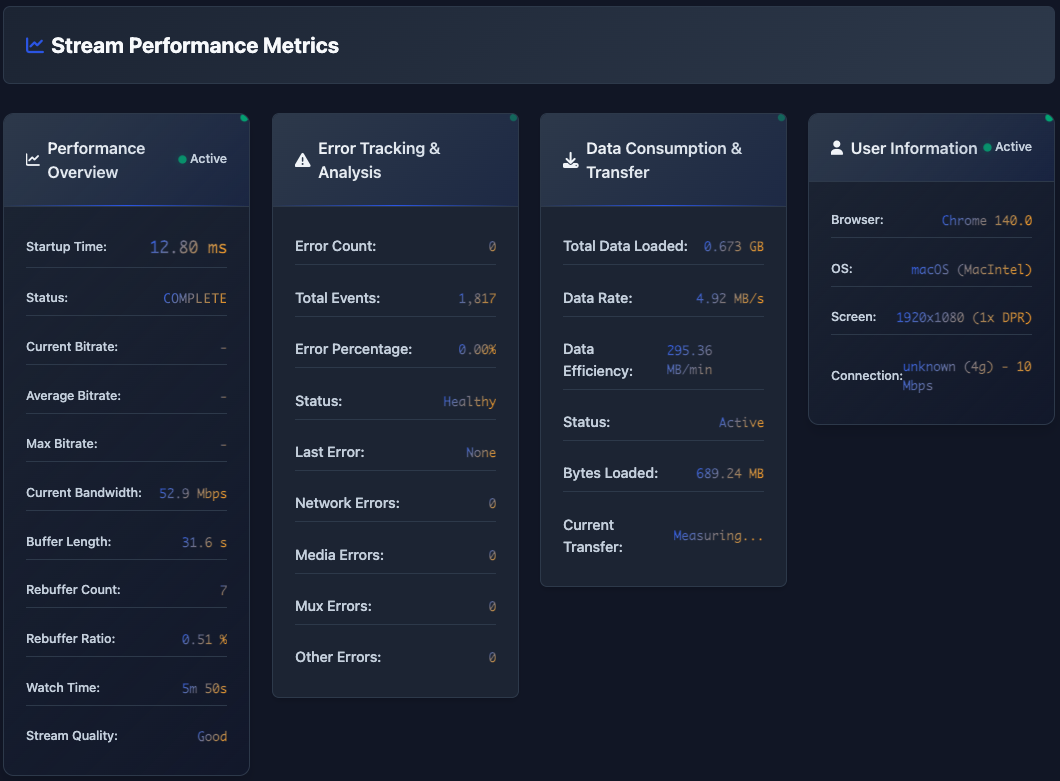 Stream Performance Metrics
Performance
Overview
Active
Startup Time: 12.80 ms
Status: COMPLETE
Current Bitrate: –
Average Bitrate: –
Max Bitrate: –
Current Bandwidth: 52.9 Mbps
Buffer Length: 31.6 s
Rebuffer Count: 7
Rebuffer Ratio: 0.51 %
Watch Time: 5m 50s
Stream Quality: Good
Error Tracking &
Analysis
Error Count: 0
Total Events: 1,817
Error Percentage: 0.00%
Status: Healthy
Last Error: None
Network Errors: 0
Media Errors: 0
Mux Errors: 0
Other Errors: 0
Data Consumption &
Transfer
Total Data Loaded: 0.673 GB
Data Rate: 4.92 MB/s
Data
Efficiency:
295.36
MB/min
Status: Active
Bytes Loaded: 689.24 MB
Current
Transfer:
Measuring...
User Information Active
Browser: Chrome 140.0
OS: macOS (MacIntel)
Screen: 1920x1080 (1x DPR)
Connection:
unknown (4g) - 10
Mbps